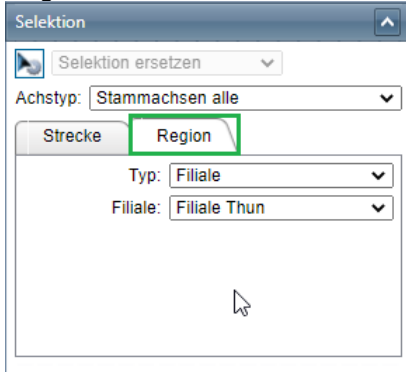 Selektion
Selektion ersetzen
Achstyp: Stammachsen alle
Strecke Region
Typ: Filiale
Filiale: Filiale Thun